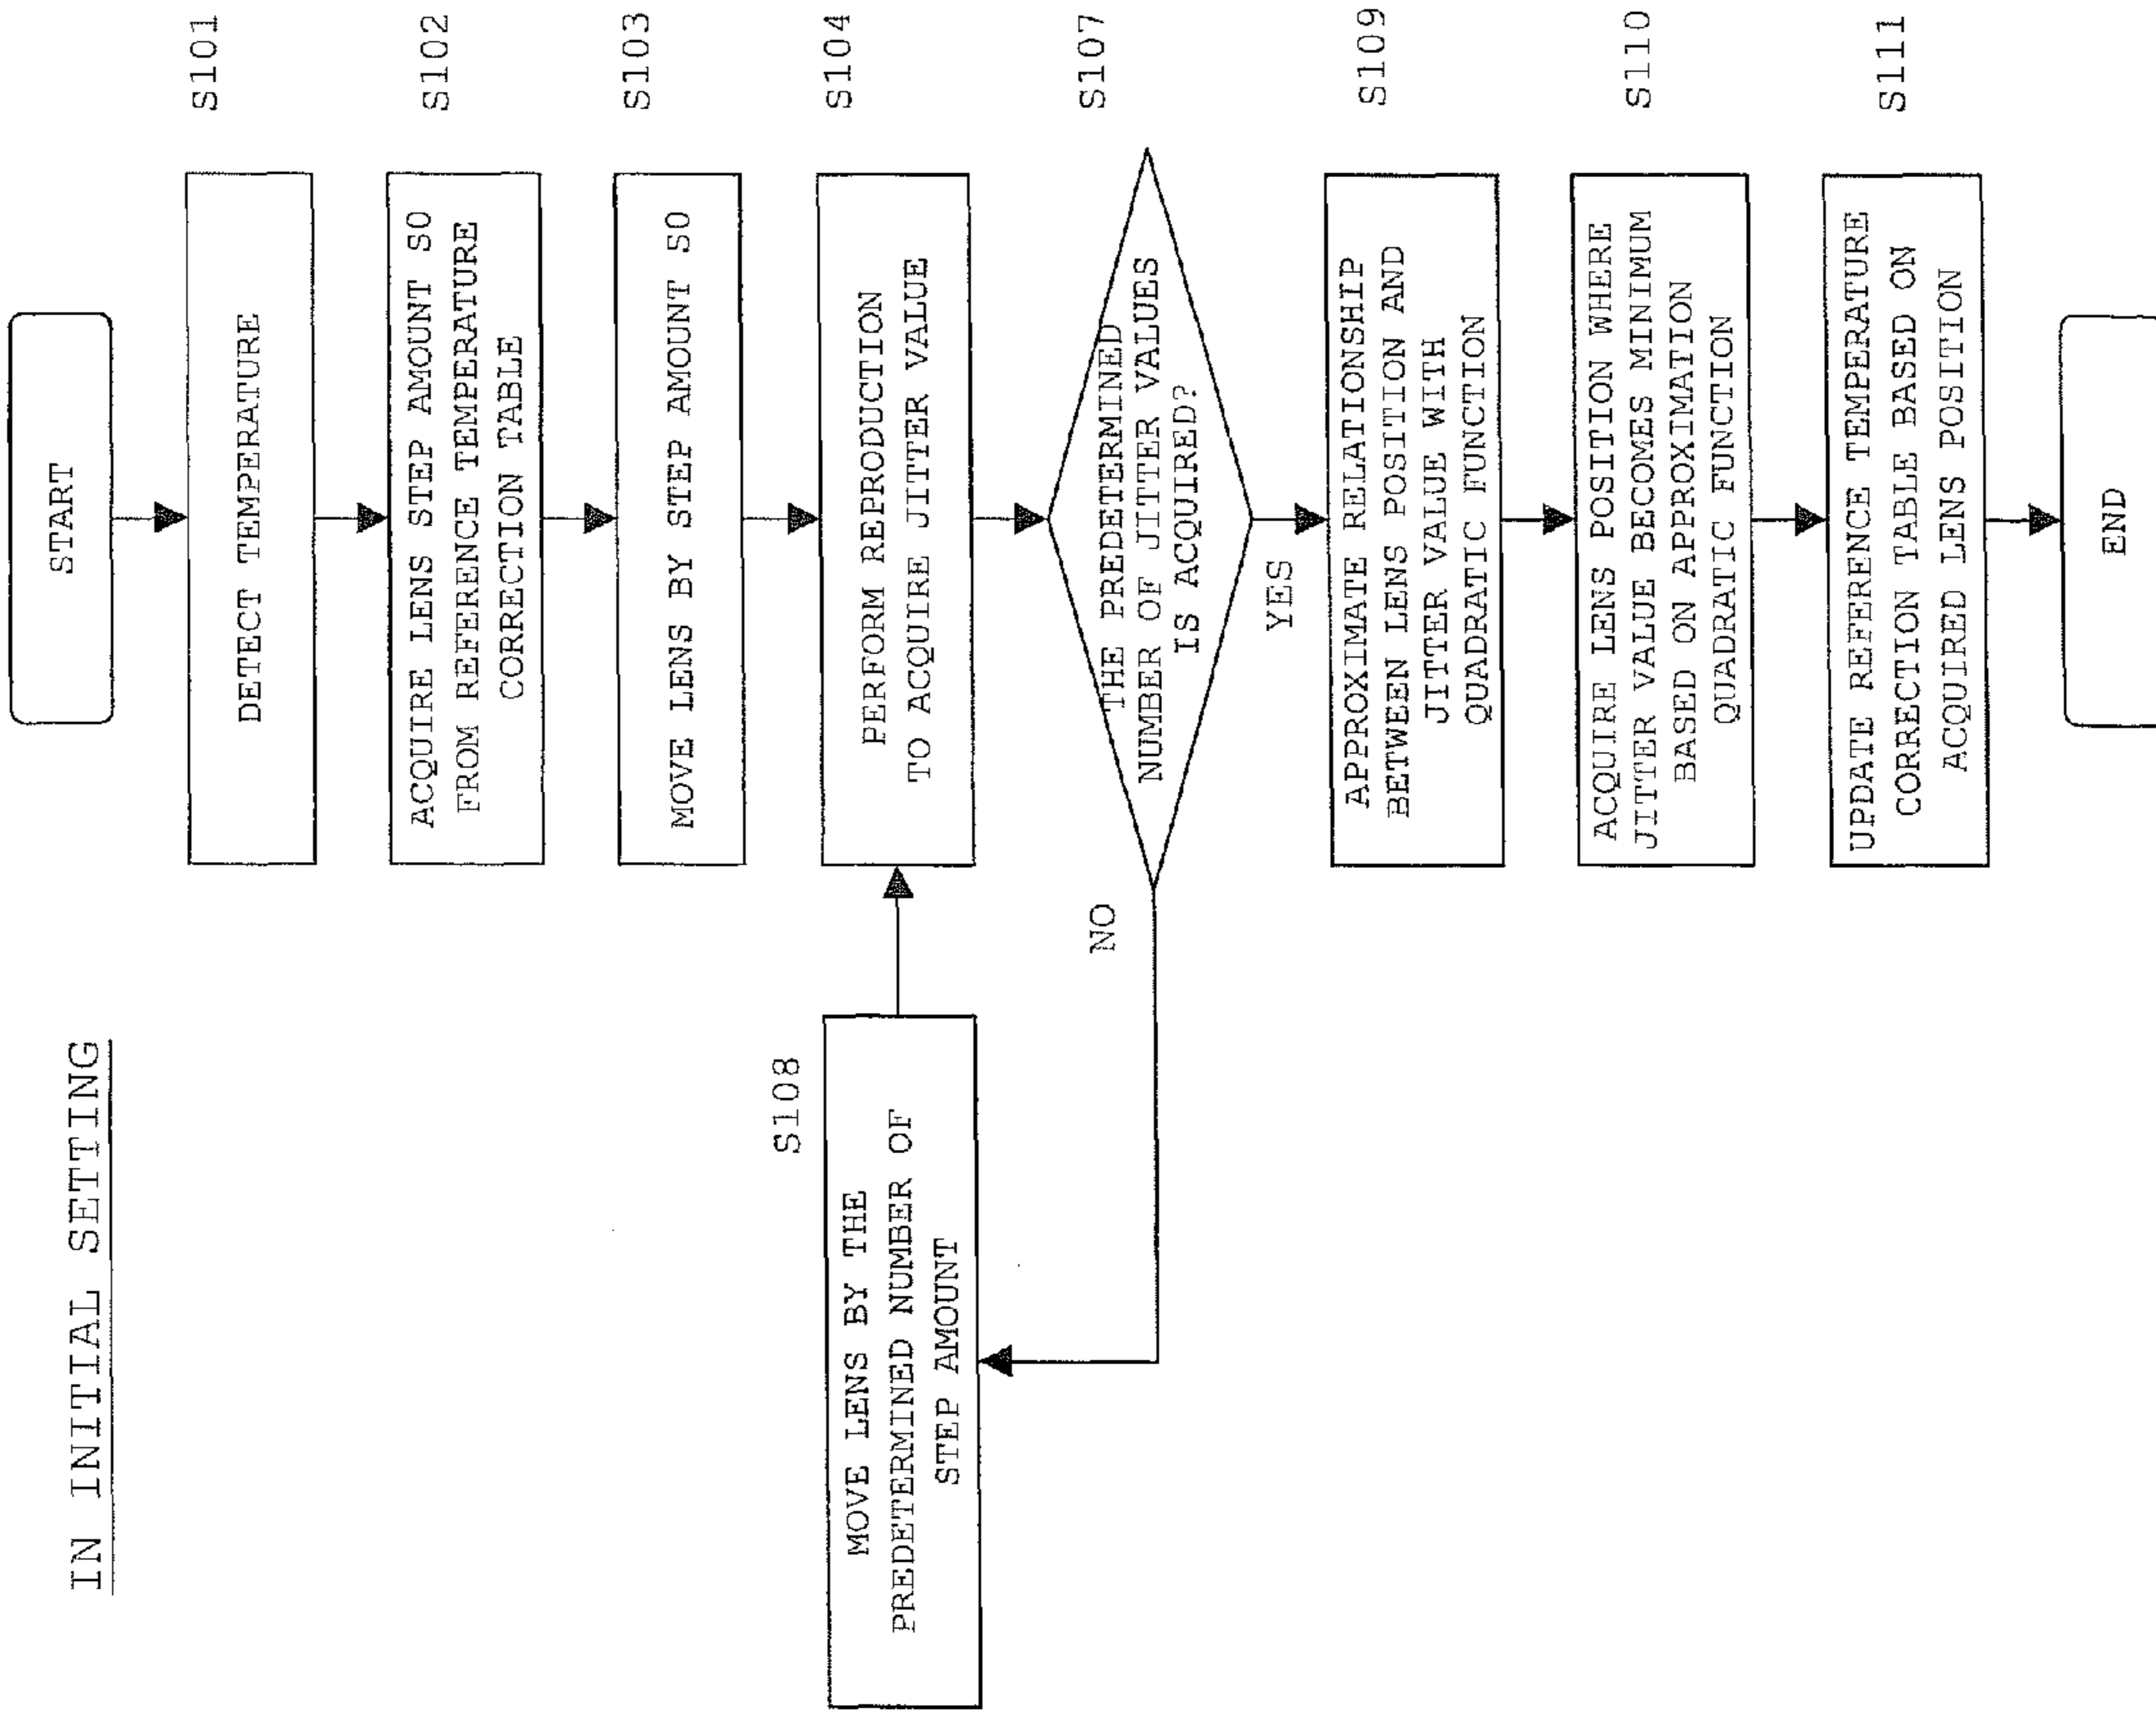 IN INITIAL SETTING
START
DETECT TEMPERATURE
S101
ACQUIRE LENS STEP AMOUNT S0
FROM REFERENCE TEMPERATURE
CORRECTION TABLE
S102
MOVE LENS BY STEP AMOUNT S0
S103
PERFORM REPRODUCTION
TO ACQUIRE JITTER VALUE
S104
S108
MOVE LENS BY THE
PREDETERMINED NUMBER OF
STEP AMOUNT
THE PREDETERMINED
NUMBER OF JITTER VALUES
IS ACQUIRED?
S107
NO
YES
APPROXIMATE RELATIONSHIP
BETWEEN LENS POSITION AND
JITTER VALUE WITH
QUADRATIC FUNCTION
S109
ACQUIRE LENS POSITION WHERE
JITTER VALUE BECOMES MINIMUM
BASED ON APPROXIMATION
QUADRATIC FUNCTION
S110
UPDATE REFERENCE TEMPERATURE
CORRECTION TABLE BASED ON
ACQUIRED LENS POSITION
S111
END